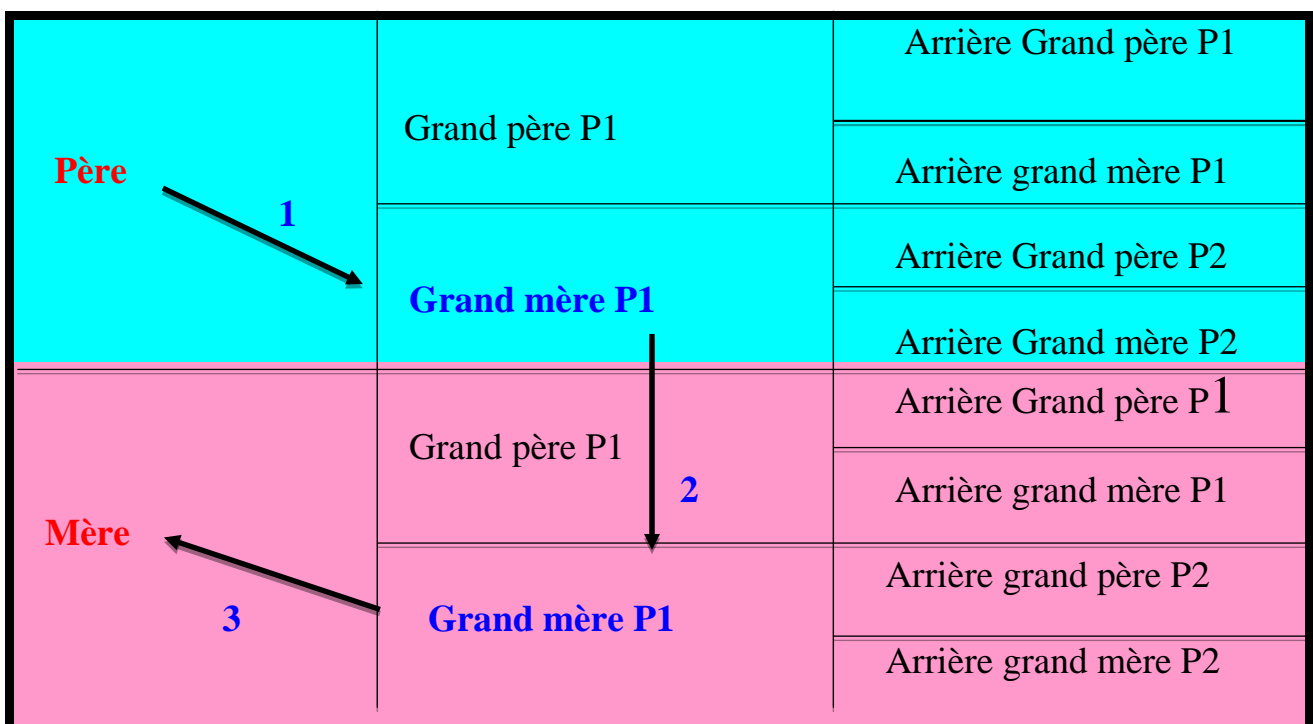 Arrière Grand père P1
Grand père P1
Père
Arrière grand mère P1
1
Arrière Grand père P2
Grand mère P1
Arrière Grand mère P2
Arrière Grand père P1
Grand père P1
2
Arrière grand mère P1
Mère
Arrière grand père P2
3
Grand mère P1
Arrière grand mère P2